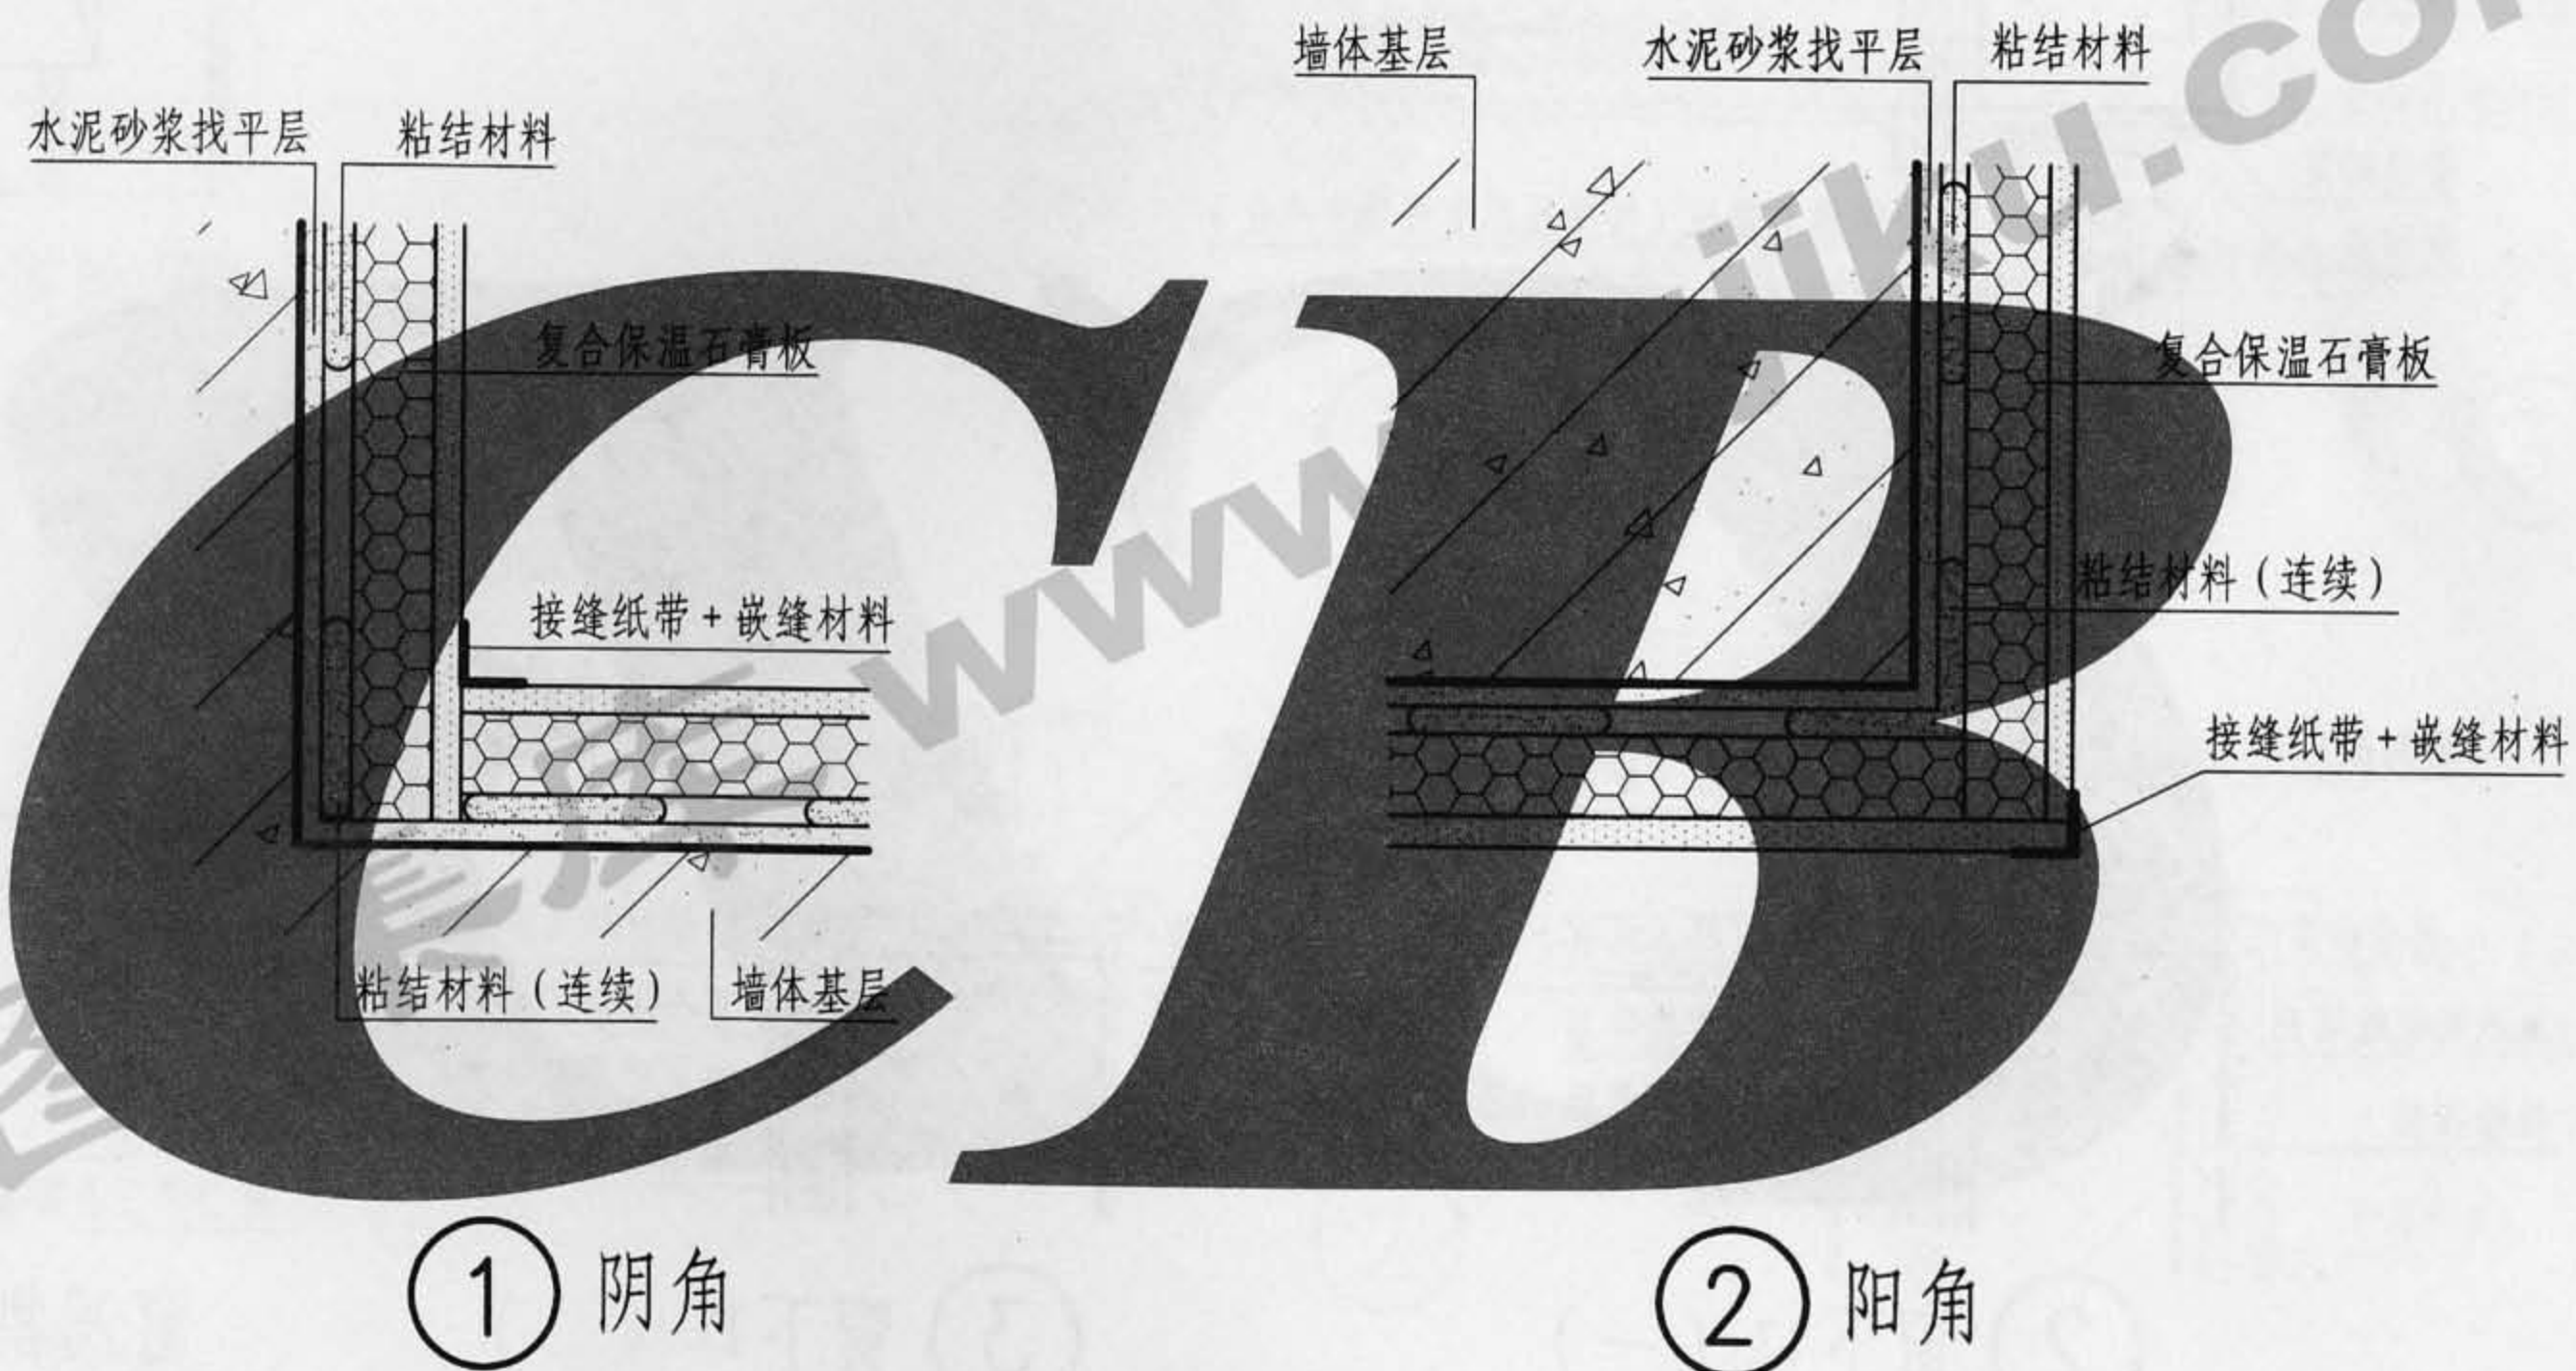 墙体基层
水泥砂浆找平层
粘结材料
水泥砂浆找平层
粘结材料
复合保温石膏板
复合保温石膏板
粘结材料（连续）
接缝纸带+嵌缝材料
接缝纸带+嵌缝材料
粘结材料（连续）
墙体基层
CB
1 阴角
2 阳角